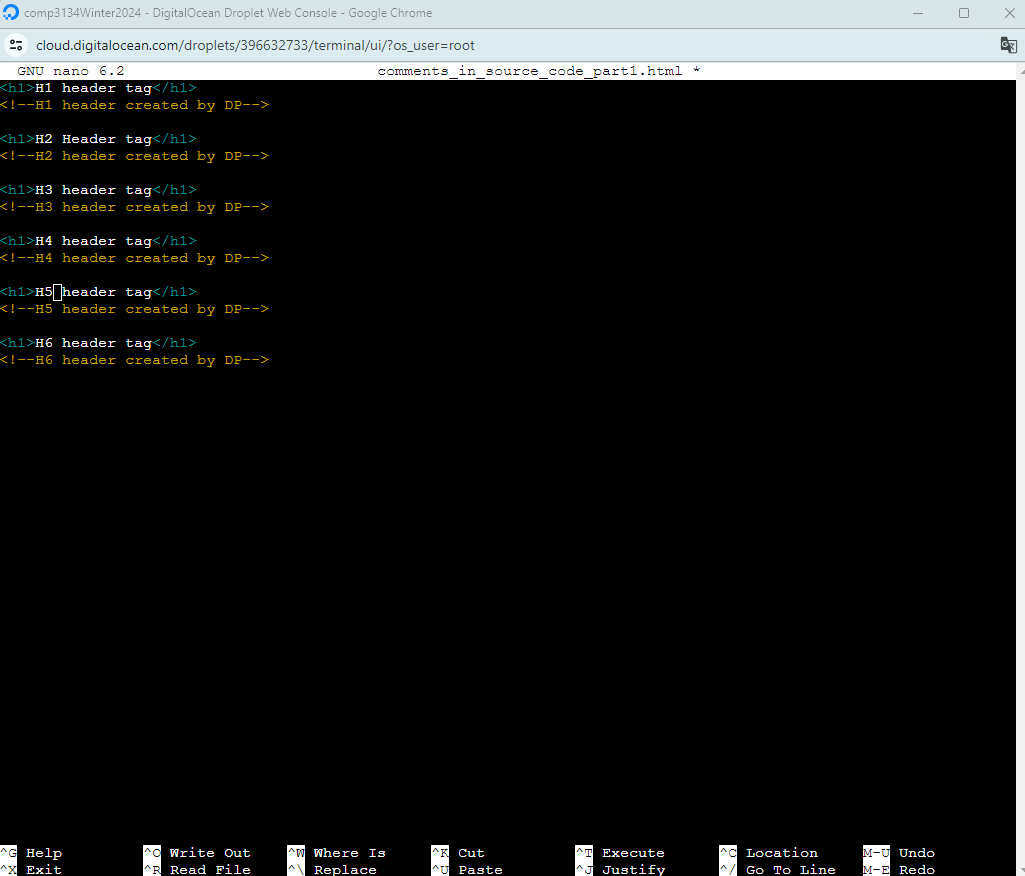 comp3134Winter2024 - DigitalOcean Droplet Web Console - Google Chrome
cloud.digitalocean.com/droplets/396632733/terminal/ui/?os_user=root
GNU nano 6.2 comments_in_source_code_part1.html *
<h1>H1 header tag</h1>
<!--H1 header created by DP-->
<h1>H2 Header tag</h1>
<!--H2 header created by DP-->
<h1>H3 header tag</h1>
<!--H3 header created by DP-->
<h1>H4 header tag</h1>
<!--H4 header created by DP-->
<h1>H5 header tag</h1>
<!--H5 header created by DP-->
<h1>H6 header tag</h1>
<!--H6 header created by DP-->
^G Help ^O Write Out ^W Where Is ^K Cut ^T Execute ^C Location M-U Undo
^X Exit ^R Read File ^\ Replace ^U Paste ^J Justify ^/ Go To Line M-E Redo